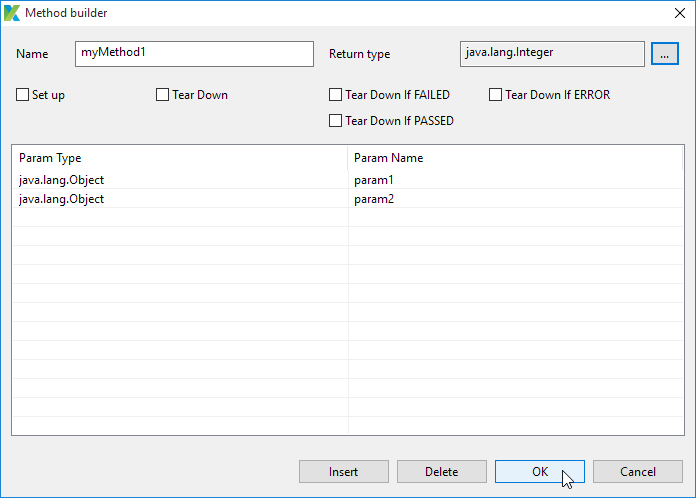 Method builder
Name myMethod1 Return type java.lang.Integer ...
Set up Tear Down Tear Down If FAILED Tear Down If ERROR
Tear Down If PASSED
Param Type Param Name
java.lang.Object param1
java.lang.Object param2
Insert Delete OK Cancel